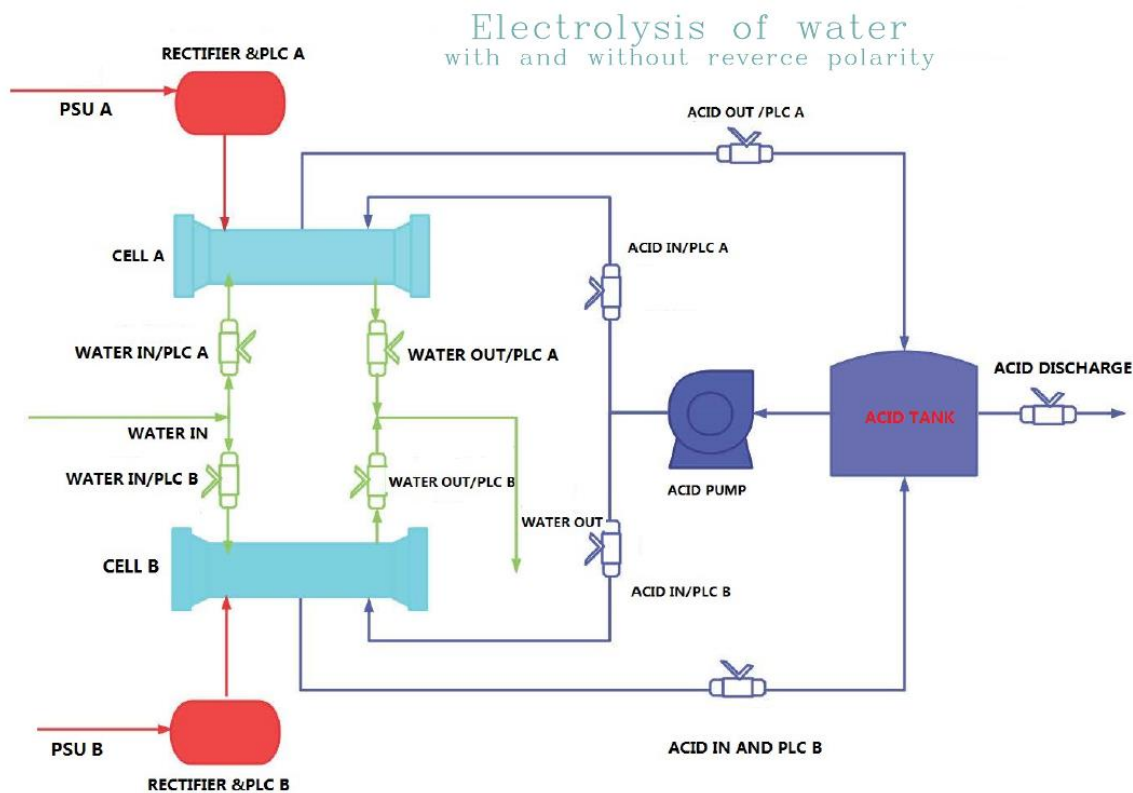 Electrolysis of water
with and without reverce polarity
RECTIFIER &PLC A
PSU A
ACID OUT /PLC A
CELL A
ACID IN/PLC A
WATER IN/PLC A
WATER OUT/PLC A
ACID DISCHARGE
ACID TANK
WATER IN
WATER IN/PLC B
WATER OUT/PLC B
ACID PUMP
WATER OUT
CELL B
ACID IN/PLC B
PSU B
ACID IN AND PLC B
RECTIFIER &PLC B